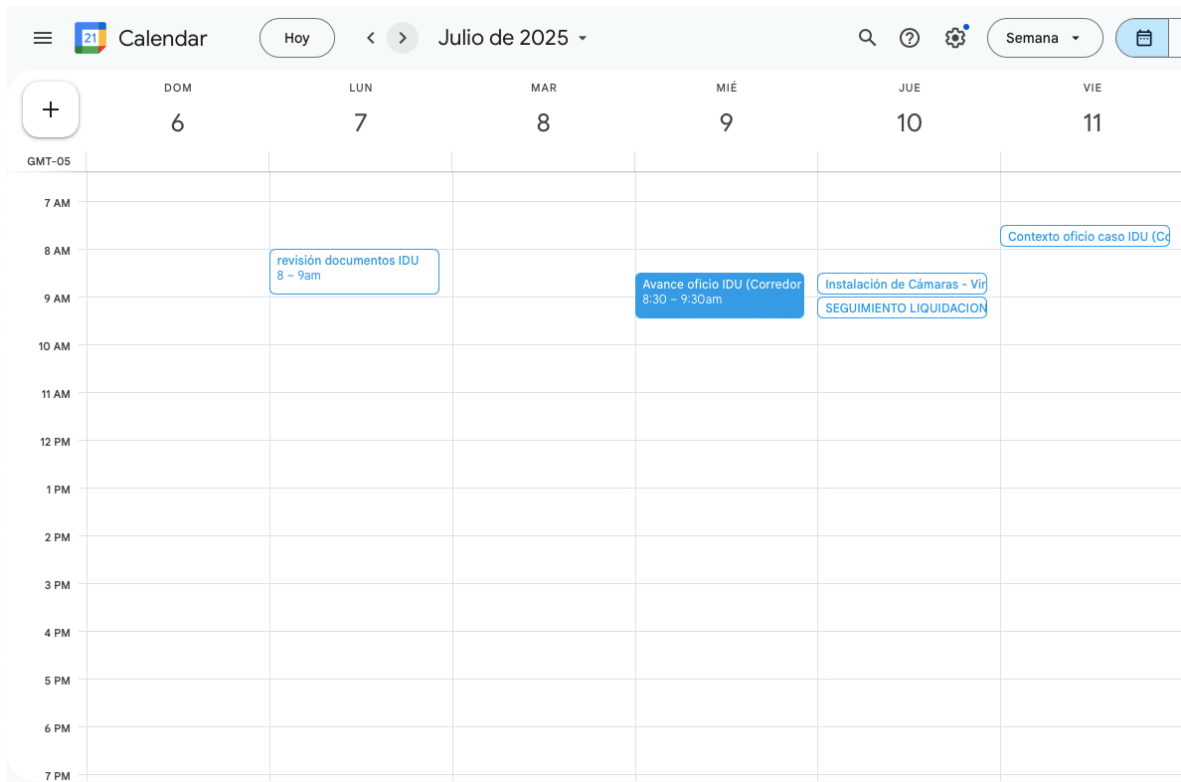 21 Calendar Hoy Julio de 2025 Semana
DOM LUN MAR MIÉ JUE VIE
6 7 8 9 10 11
GMT-05
7 AM
Contexto oficio caso IDU (Co
8 AM
revisión documentos IDU
8 – 9am
Avance oficio IDU (Corredor
8:30 – 9:30am
Instalación de Cámaras - Vir
9 AM
SEGUIMIENTO LIQUIDACION
10 AM
11 AM
12 PM
1 PM
2 PM
3 PM
4 PM
5 PM
6 PM
7 PM